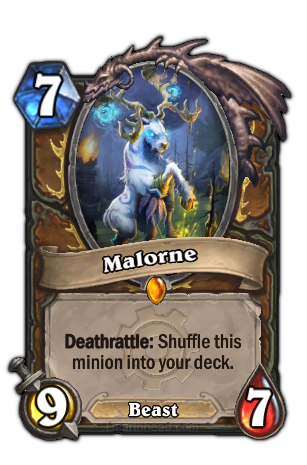 7
Malorne
Deathrattle: Shuffle this
minion into your deck.
9
Beast
7